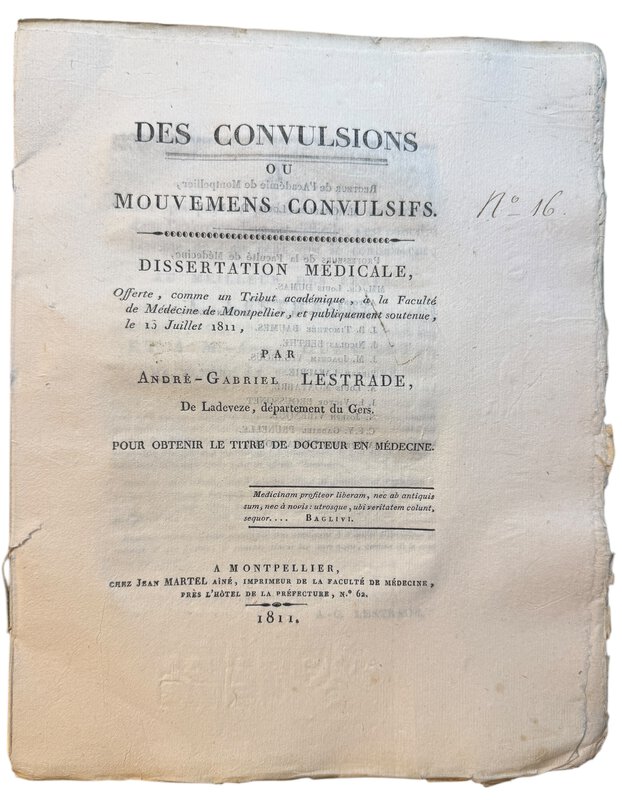 DES CONVULSIONS
OU
MOUVEMENS CONVULSIFS.
N.o 16.
DISSERTATION MÉDICALE,
Offerte, comme un Tribut académique, à la Faculté
de Médecine de Montpellier, et publiquement soutenue,
le 15 Juillet 1811,
PAR
ANDRÉ-GABRIEL LESTRADE,
De Ladeveze, département du Gers.
POUR OBTENIR LE TITRE DE DOCTEUR EN MÉDECINE.
Medicinam profiteor liberam, nec ab antiquis
sum, nec à novis: utrosque, ubi veritatem colunt,
sequor.... BAGLIVI.
A MONTPELLIER,
CHEZ JEAN MARTEL AÎNÉ, IMPRIMEUR DE LA FACULTÉ DE MÉDECINE,
PRÈS L'HÔTEL DE LA PRÉFECTURE, N.º 62.
1811.